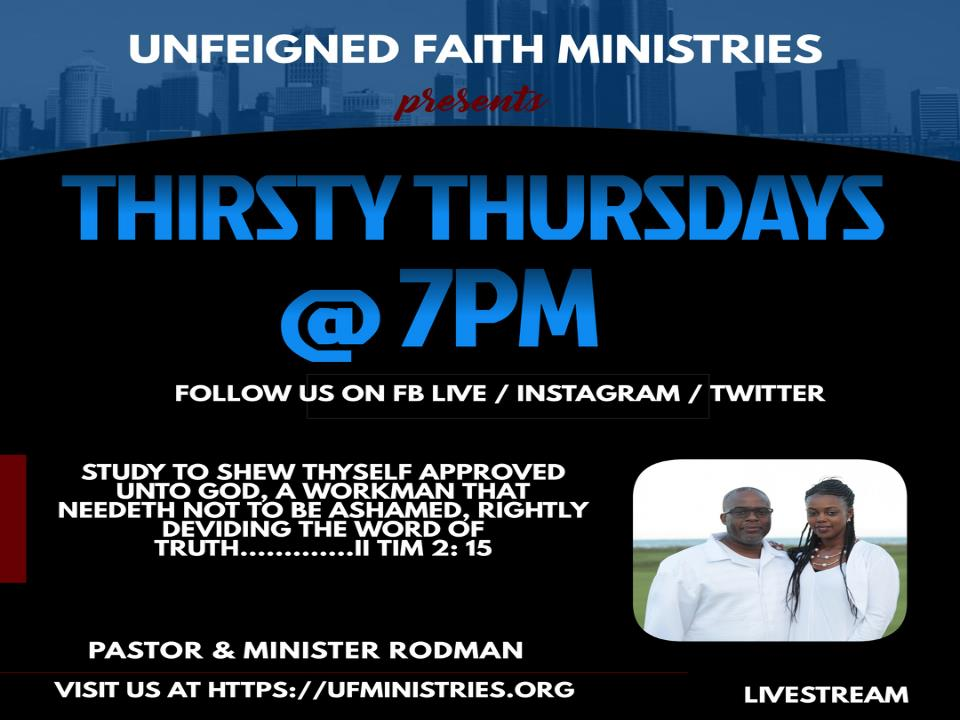 UNFEIGNED FAITH MINISTRIES
presents
THIRSTY THURSDAYS
@ 7PM
FOLLOW US ON FB LIVE / INSTAGRAM / TWITTER
STUDY TO SHEW THYSELF APPROVED
UNTO GOD, A WORKMAN THAT
NEEDETH NOT TO BE ASHAMED, RIGHTLY
DEVIDING THE WORD OF
TRUTH.............II TIM 2: 15
PASTOR & MINISTER RODMAN
VISIT US AT HTTPS://UFMINISTRIES.ORG
LIVESTREAM